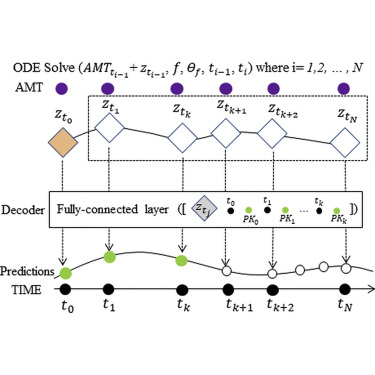 ODE Solve (AMT_{t_{i-1}} + z_{t_{i-1}}, f, θ_f, t_{i-1}, t_i) where i= 1,2, ... , N
AMT
z_{t_0} z_{t_1} z_{t_k} z_{t_{k+1}} z_{t_{k+2}} z_{t_N}
Decoder Fully-connected layer ([ z_{t_j} t_0 PK_0 t_1 PK_1 ... t_k PK_k ])
Predictions
TIME
t_0 t_1 t_k t_{k+1} t_{k+2} t_N